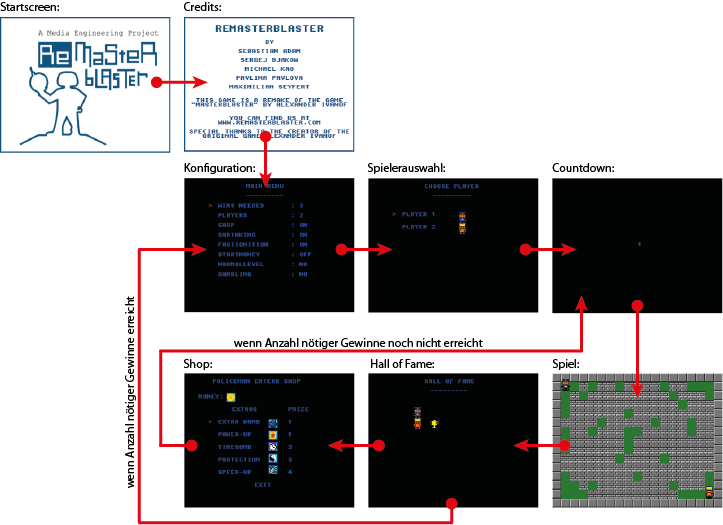 Startscreen:
Credits:
A Media Engineering Project
ReMasteR
blasTeR
REMASTERBLASTER
BY
SEBASTIAN ADAM
SERGEJ BJAKOW
MICHAEL KAO
PAVLINA PAVLOVA
MAXIMILIAN SEYFERT
THIS GAME IS A REMAKE OF THE GAME
"MASTERBLASTER" BY ALEXANDER IVANOF
YOU CAN FIND US AT
WWW.REMASTERBLASTER.COM
SPECIAL THANKS TO THE CREATOR OF THE
ORIGINAL GAME ALEXANDER IVANOF
Konfiguration:
Spielerauswahl:
Countdown:
MAIN MENU
----------
> WINS NEEDED : 3
PLAYERS : 2
SHOP : ON
SHRINKING : ON
FASTIGNITION : ON
STARTMONEY : OFF
NORMALLEVEL : NO
GAMBLING : NO
CHOOSE PLAYER
----------
> PLAYER 1
PLAYER 2
wenn Anzahl nötiger Gewinne erreicht
wenn Anzahl nötiger Gewinne noch nicht erreicht
Shop:
Hall of Fame:
Spiel:
POLICEMAN ENTERS SHOP
MONEY:
EXTRAS PRIZE
> EXTRA BOMB 1
POWER-UP 1
TIMEBOMB 3
PROTECTION 3
SPEED-UP 4
EXIT
HALL OF FAME
----------